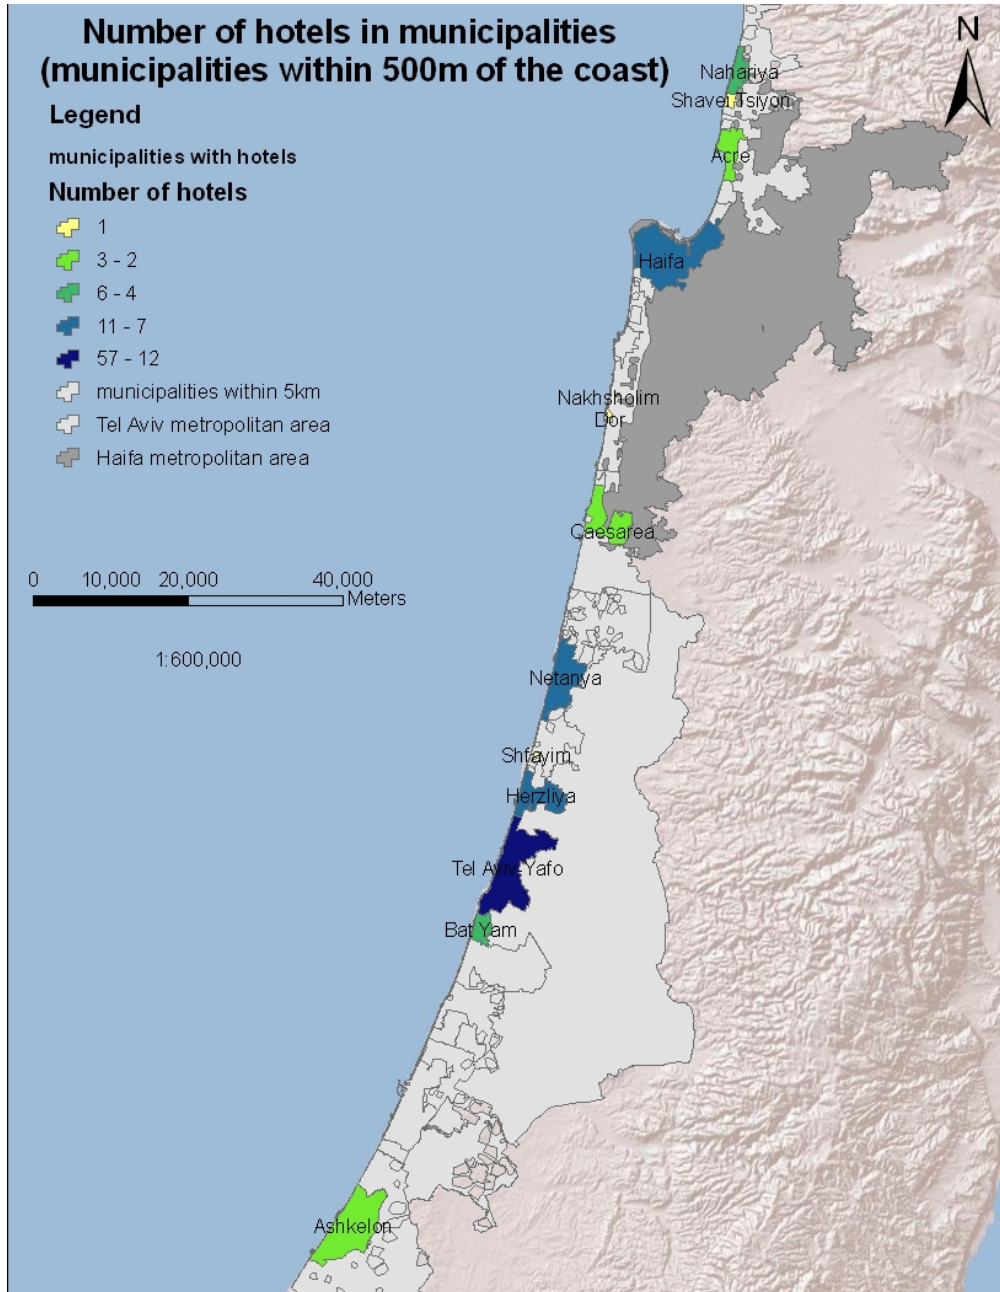 Number of hotels in municipalities
(municipalities within 500m of the coast)
Legend
municipalities with hotels
Number of hotels
1
3 - 2
6 - 4
11 - 7
57 - 12
municipalities within 5km
Tel Aviv metropolitan area
Haifa metropolitan area
0 10,000 20,000 40,000
Meters
1:600,000
N
Nahariya
Shavei Tsiyon
Acre
Haifa
Nakhsholim
Dor
Caesarea
Netanya
Shfayim
Herzliya
Tel Aviv-Yafo
Bat Yam
Ashkelon